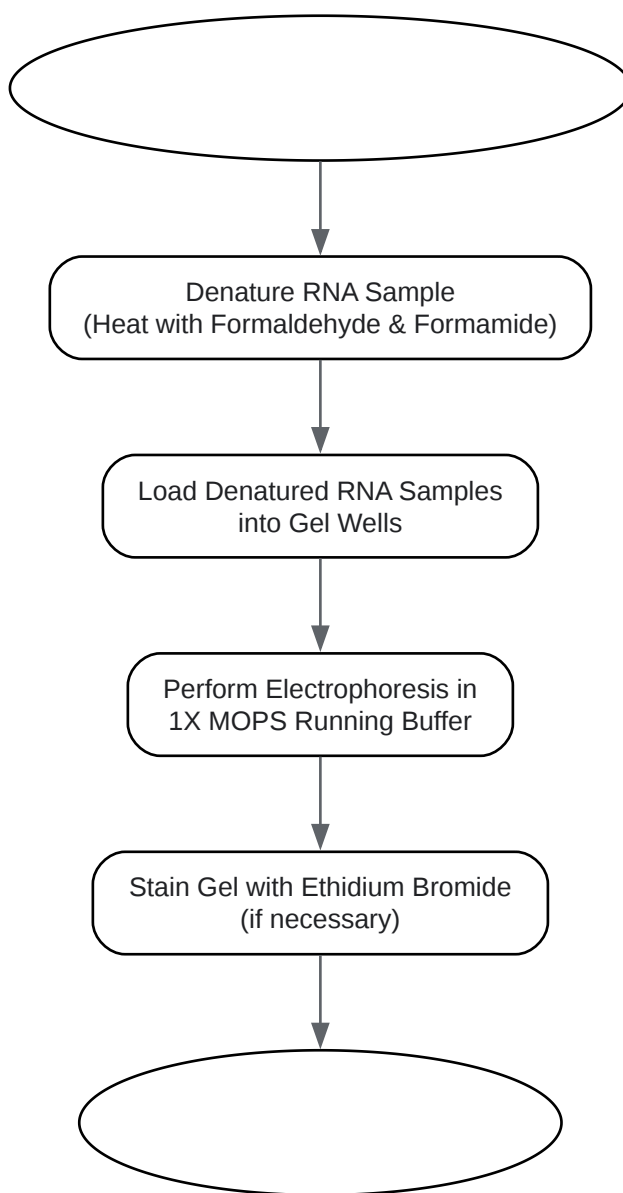 Denature RNA Sample
(Heat with Formaldehyde & Formamide)
Load Denatured RNA Samples
into Gel Wells
Perform Electrophoresis in
1X MOPS Running Buffer
Stain Gel with Ethidium Bromide
(if necessary)